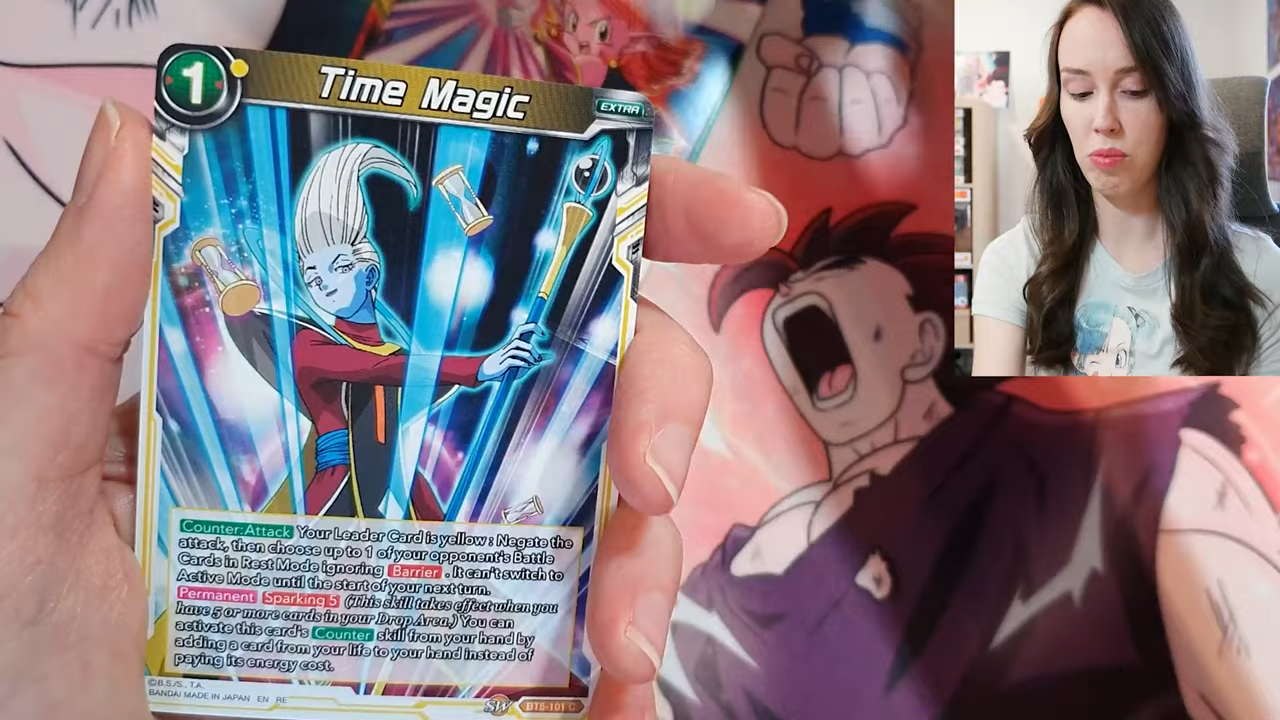 1
Time Magic
EXTRA
Counter:Attack Your Leader Card is yellow : Negate the
attack, then choose up to 1 of your opponent's Battle
Cards in Rest Mode ignoring Barrier . It can't switch to
Active Mode until the start of your next turn.
Permanent Sparking 5 (This skill takes effect when you
have 5 or more cards in your Drop Area.) You can
activate this card's Counter skill from your hand by
adding a card from your life to your hand instead of
paying its energy cost.
©B.S./S., T.A.
BANDAI MADE IN JAPAN EN RE
SW BT5-101 C